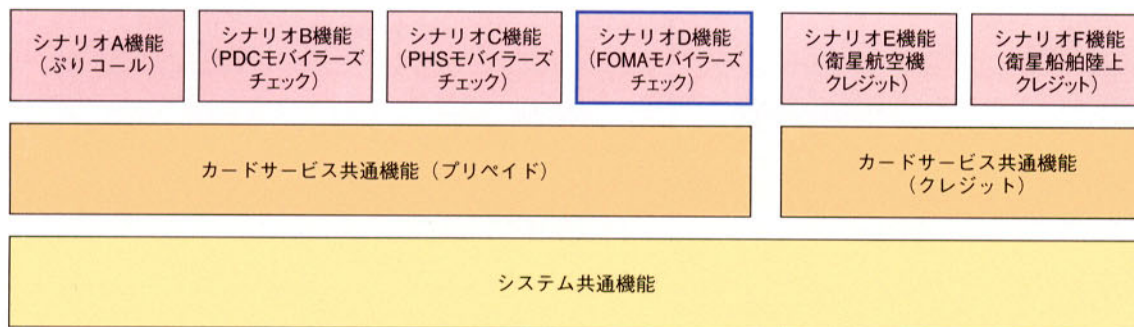 シナリオA機能
(ぷりコール)
シナリオB機能
(PDCモバイラーズ
チェック)
シナリオC機能
(PHSモバイラーズ
チェック)
シナリオD機能
(FOMAモバイラーズ
チェック)
シナリオE機能
(衛星航空機
クレジット)
シナリオF機能
(衛星船舶陸上
クレジット)
カードサービス共通機能(プリペイド)
カードサービス共通機能
(クレジット)
システム共通機能